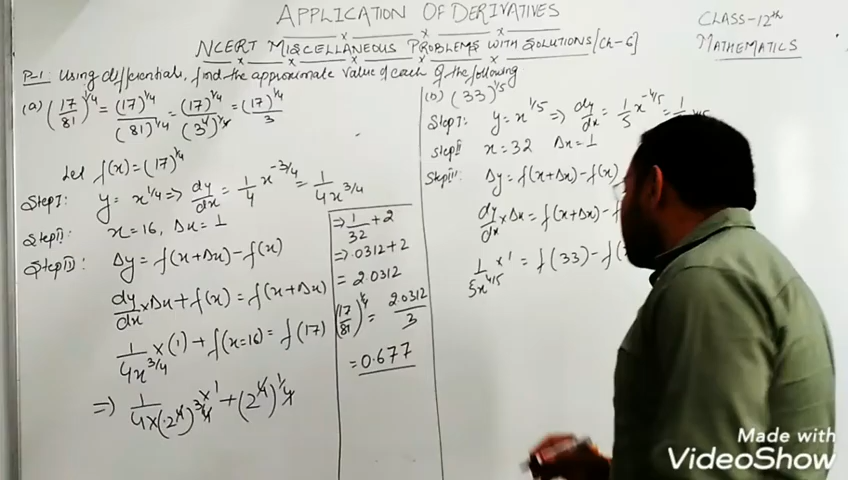 APPLICATION OF DERIVATIVES
CLASS-12th
MATHEMATICS
NCERT MISCELLANEOUS PROBLEMS WITH SOLUTIONS [Ch-6]
P-1: Using differentials, find the approximate value of each of the following
(a) (17/81)^1/4 = (17)^1/4/(81)^1/4 = (17)^1/4/(3^4)^1/4 = (17)^1/4/3
Let f(x) = (17)^1/4
Step I: y = x^1/4 ⇒ dy/dx = 1/4 x^-3/4 = 1/4x^3/4
Step II: x = 16, Δx = 1
Step III: Δy = f(x+Δx) - f(x)
dy/dx × Δx + f(x) = f(x+Δx)
1/4x^3/4 × (1) + f(x=16) = f(17)
⇒ 1/4×(2^4)^3/4 × 1 + (2^4)^1/4
⇒ 1/32 + 2
⇒ .0312 + 2
= 2.0312
(17/81)^1/4 = 2.0312/3
= 0.677
(b) (33)^1/5
Step I: y = x^1/5 ⇒ dy/dx = 1/5 x^-4/5 = 1/
Step II x = 32 Δx = 1
Step III: Δy = f(x+Δx) - f(x)
dy/dx × Δx = f(x+Δx) - f
1/5x^4/5 × 1 = f(33) - f(
Made with
VideoShow